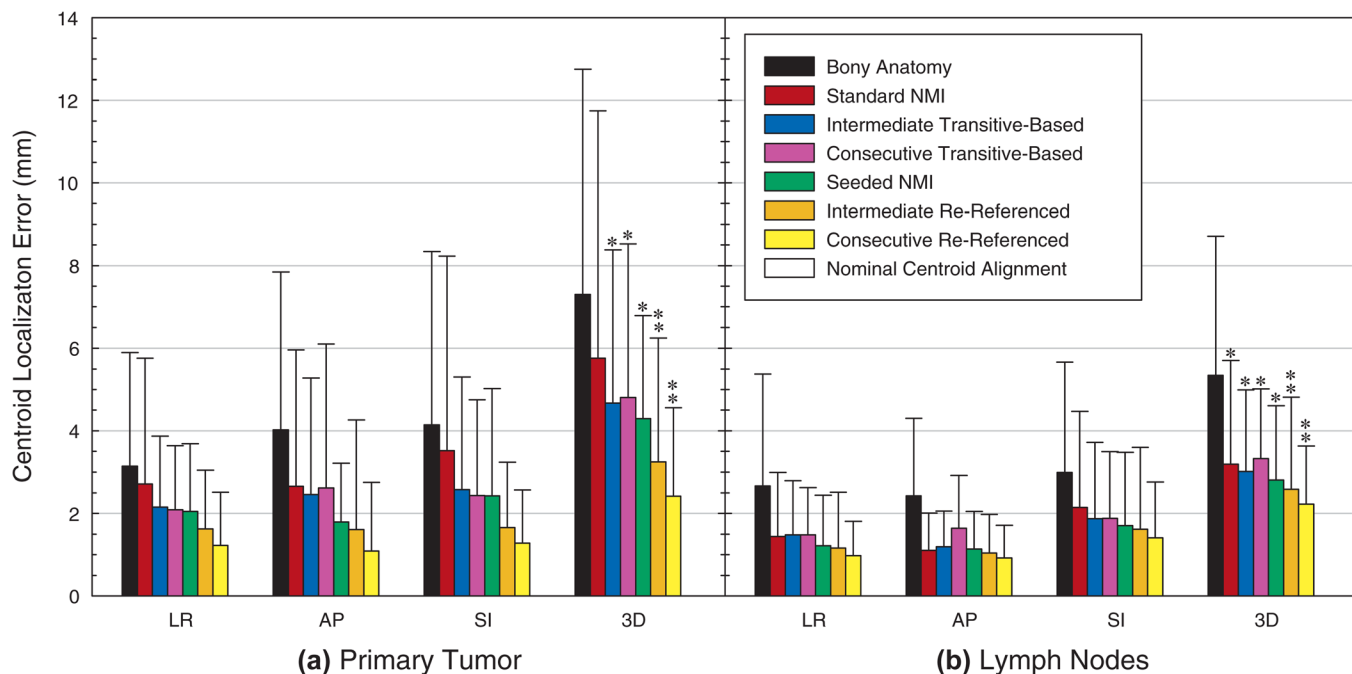 Centroid Localizaton Error (mm)
14
12
10
8
6
4
2
0
Bony Anatomy
Standard NMI
Intermediate Transitive-Based
Consecutive Transitive-Based
Seeded NMI
Intermediate Re-Referenced
Consecutive Re-Referenced
Nominal Centroid Alignment
* * * ** **
* * * * ** **
LR AP SI 3D LR AP SI 3D
(a) Primary Tumor (b) Lymph Nodes